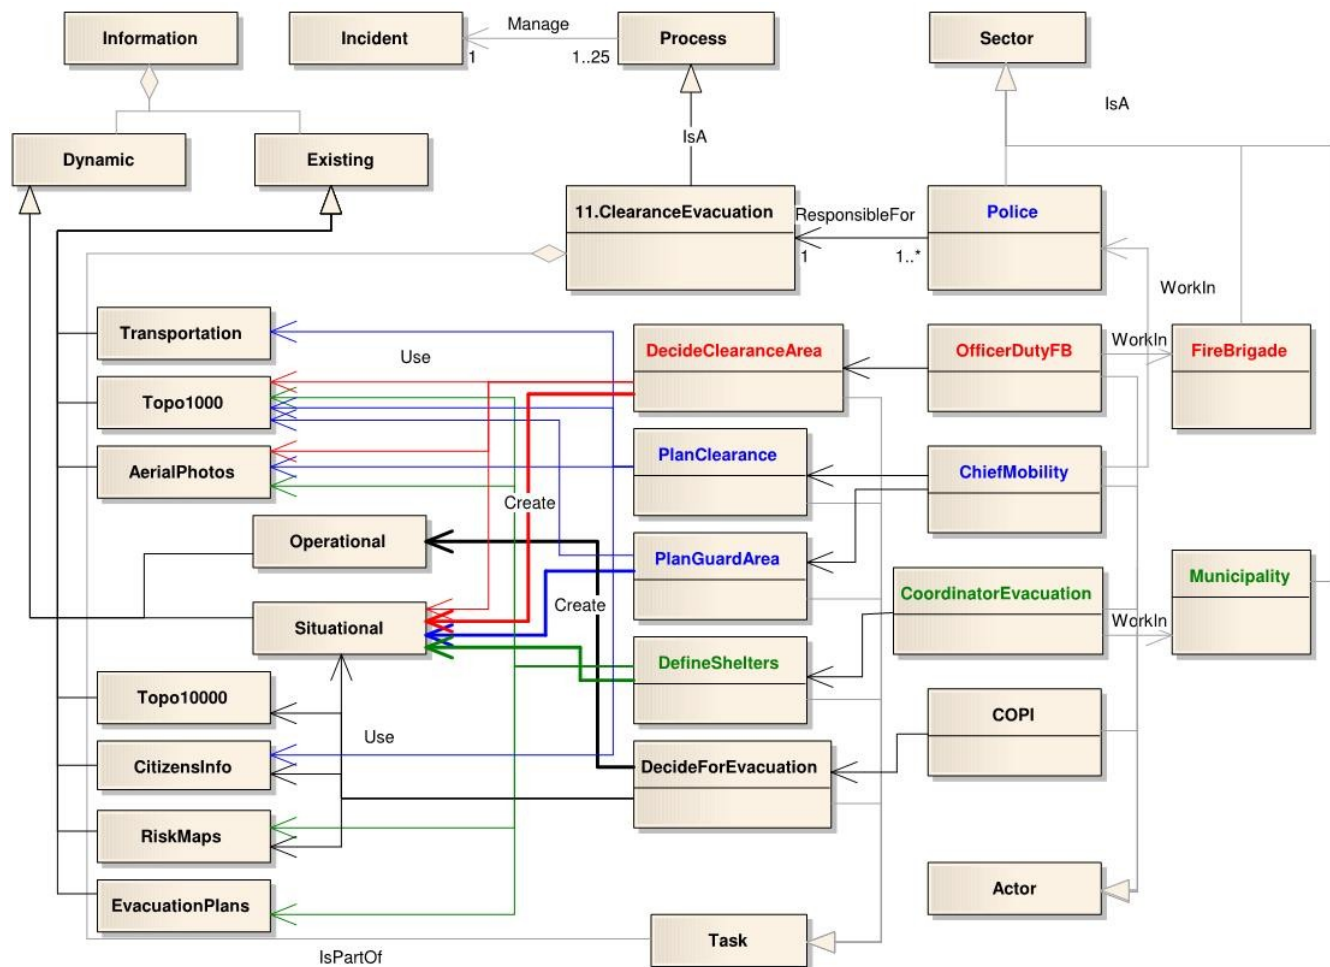 Information
Incident
Manage
1
1..25
Process
Sector
IsA
IsA
Dynamic
Existing
11.ClearanceEvacuation
ResponsibleFor
1
1..*
Police
WorkIn
Transportation
Use
DecideClearanceArea
OfficerDutyFB
WorkIn
FireBrigade
Topo1000
AerialPhotos
PlanClearance
ChiefMobility
Create
Operational
PlanGuardArea
Municipality
CoordinatorEvacuation
Create
WorkIn
Situational
DefineShelters
Topo10000
COPI
Use
CitizensInfo
DecideForEvacuation
RiskMaps
Actor
EvacuationPlans
Task
IsPartOf